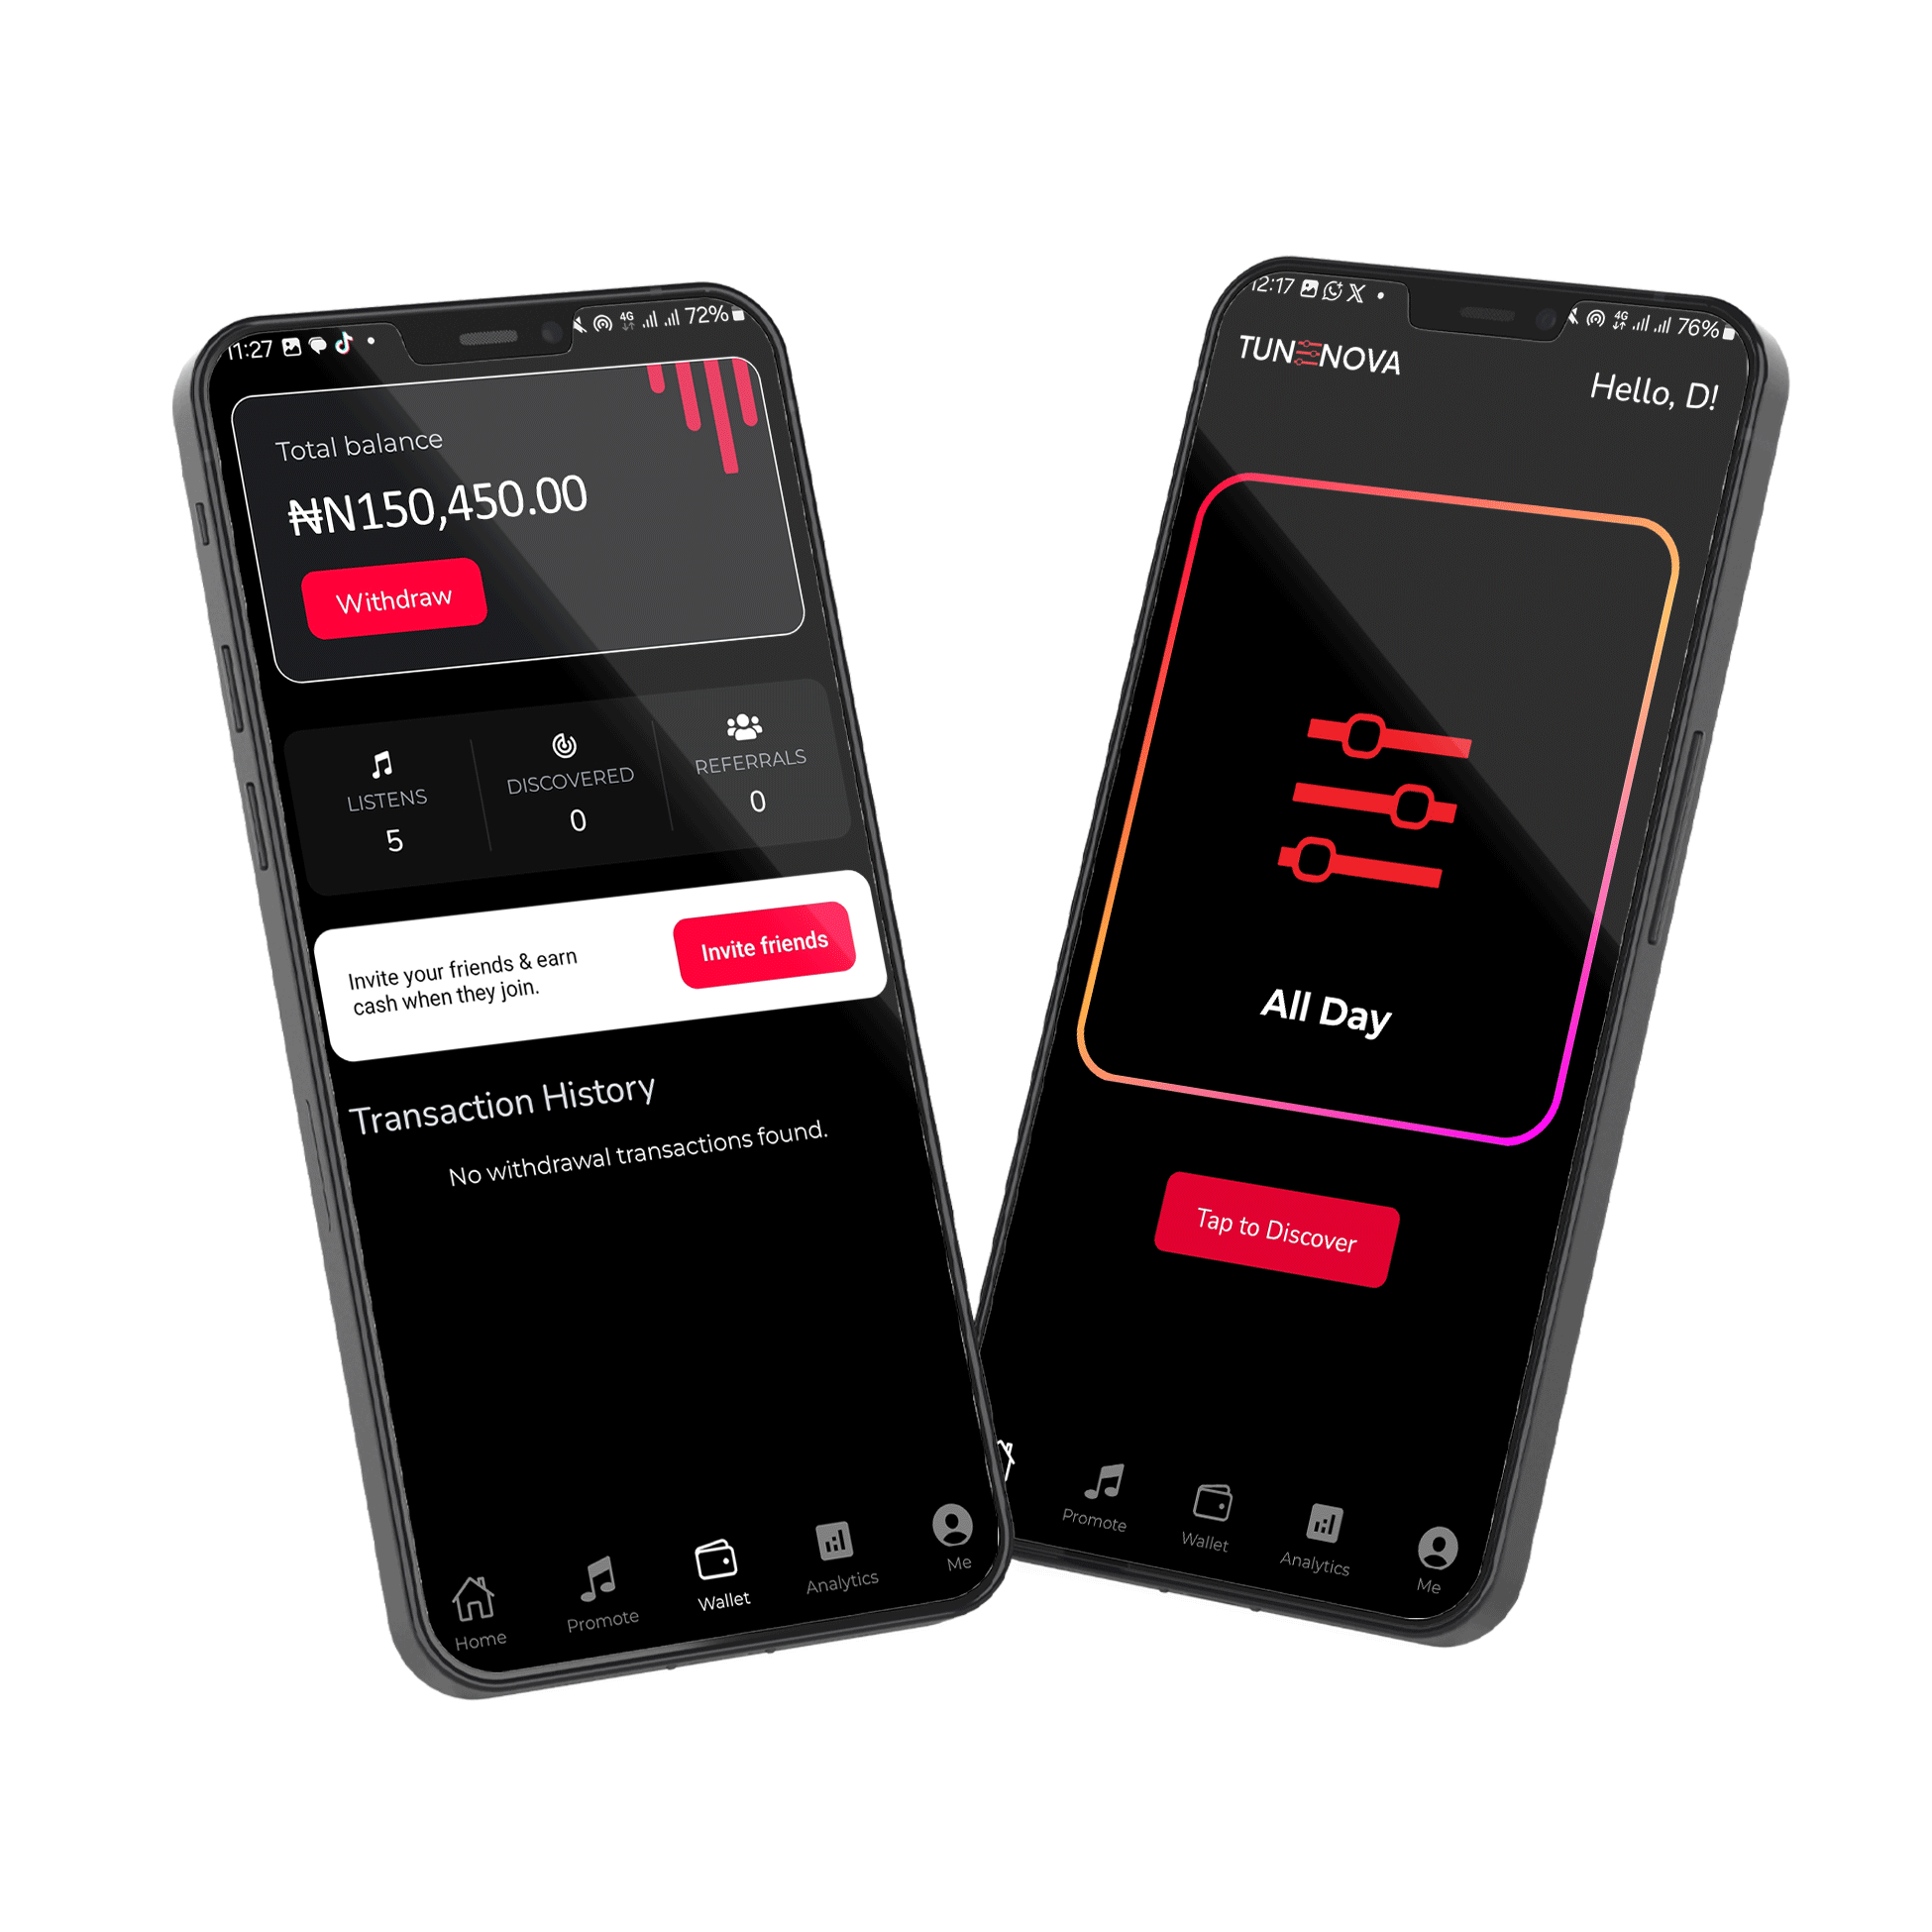 11:27
4G
72%
Total balance
₦N150,450.00
Withdraw
LISTENS
DISCOVERED
REFERRALS
5
0
0
Invite your friends & earn
cash when they join.
Invite friends
Transaction History
No withdrawal transactions found.
Home
Promote
Wallet
Analytics
Me
12:17
4G
76%
TUNENOVA
Hello, D!
All Day
Tap to Discover
Promote
Wallet
Analytics
Me